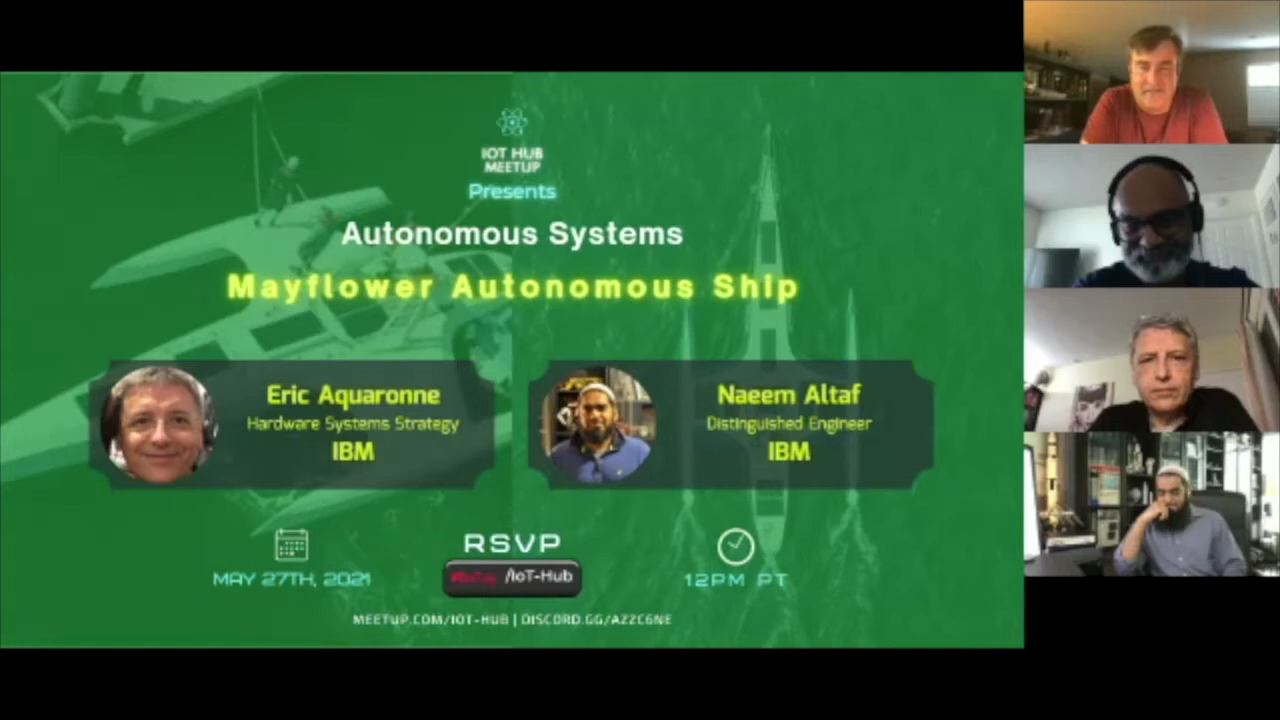 IOT HUB
MEETUP
Presents
Autonomous Systems
Mayflower Autonomous Ship
Eric Aquaronne
Hardware Systems Strategy
IBM
Naeem Altaf
Distinguished Engineer
IBM
MAY 27TH, 2021
RSVP
/IoT-Hub
12PM PT
MEETUP.COM/IOT-HUB | DISCORD.GG/AZZC6NE